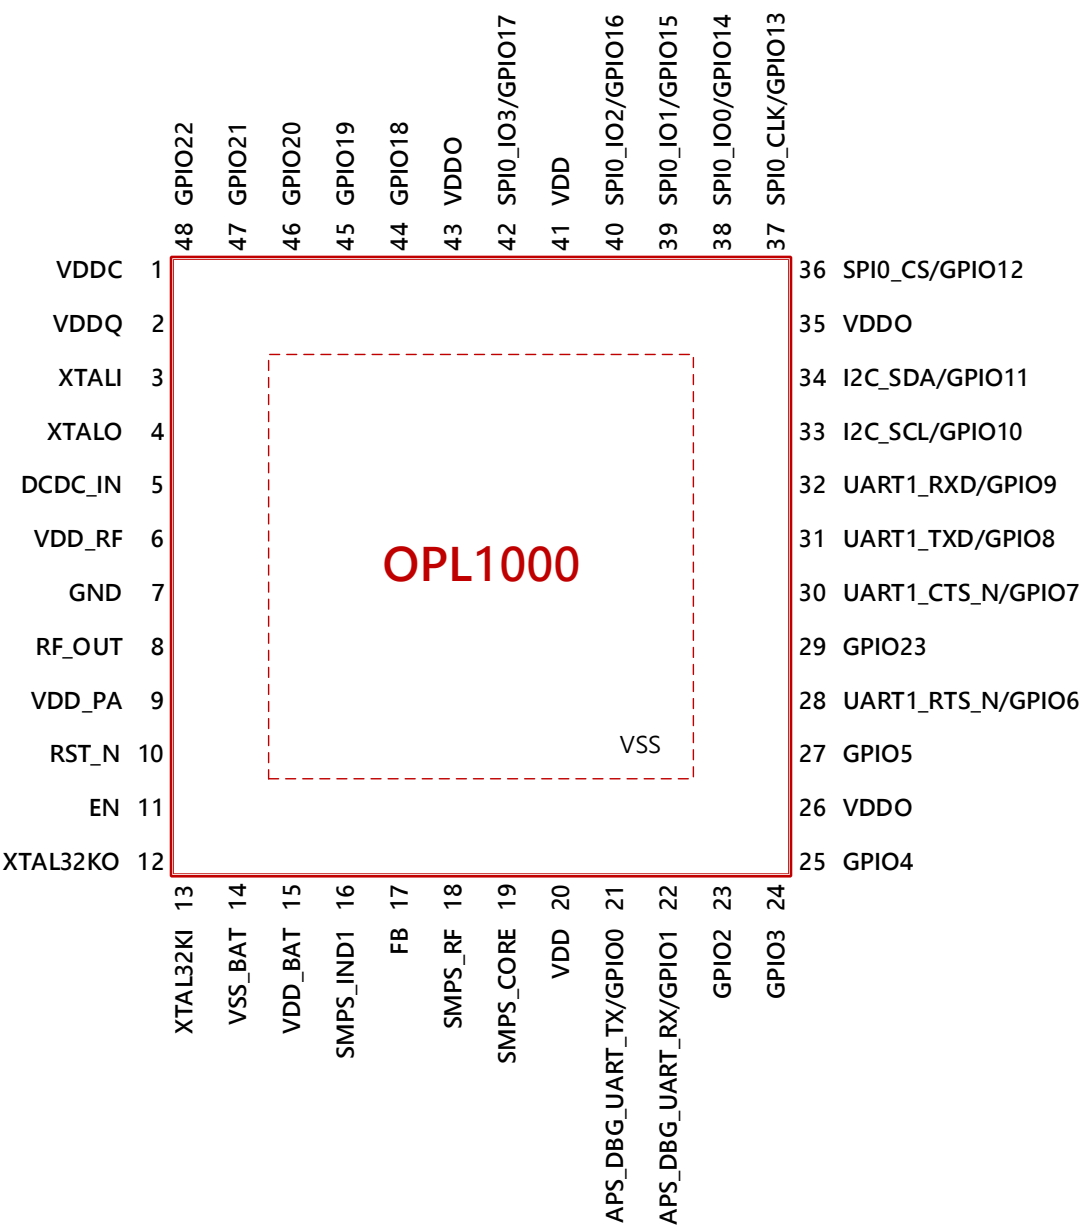 48 GPIO22
47 GPIO21
46 GPIO20
45 GPIO19
44 GPIO18
43 VDDO
42 SPI0_IO3/GPIO17
41 VDD
40 SPI0_IO2/GPIO16
39 SPI0_IO1/GPIO15
38 SPI0_IO0/GPIO14
37 SPI0_CLK/GPIO13
VDDC 1
VDDQ 2
XTALI 3
XTALO 4
DCDC_IN 5
VDD_RF 6
GND 7
RF_OUT 8
VDD_PA 9
RST_N 10
EN 11
XTAL32KO 12
OPL1000
VSS
36 SPI0_CS/GPIO12
35 VDDO
34 I2C_SDA/GPIO11
33 I2C_SCL/GPIO10
32 UART1_RXD/GPIO9
31 UART1_TXD/GPIO8
30 UART1_CTS_N/GPIO7
29 GPIO23
28 UART1_RTS_N/GPIO6
27 GPIO5
26 VDDO
25 GPIO4
XTAL32KI 13
VSS_BAT 14
VDD_BAT 15
SMPS_IND1 16
FB 17
SMPS_RF 18
SMPS_CORE 19
VDD 20
APS_DBG_UART_TX/GPIO0 21
APS_DBG_UART_RX/GPIO1 22
GPIO2 23
GPIO3 24